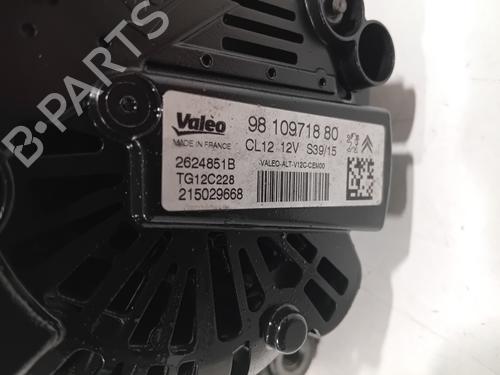 B-PARTS
Valeo
98 109718 80
MADE IN FRANCE
CL12 12V S39/15
2624851B
VALEO-ALT-V12C-CEM00
TG12C228
215029668